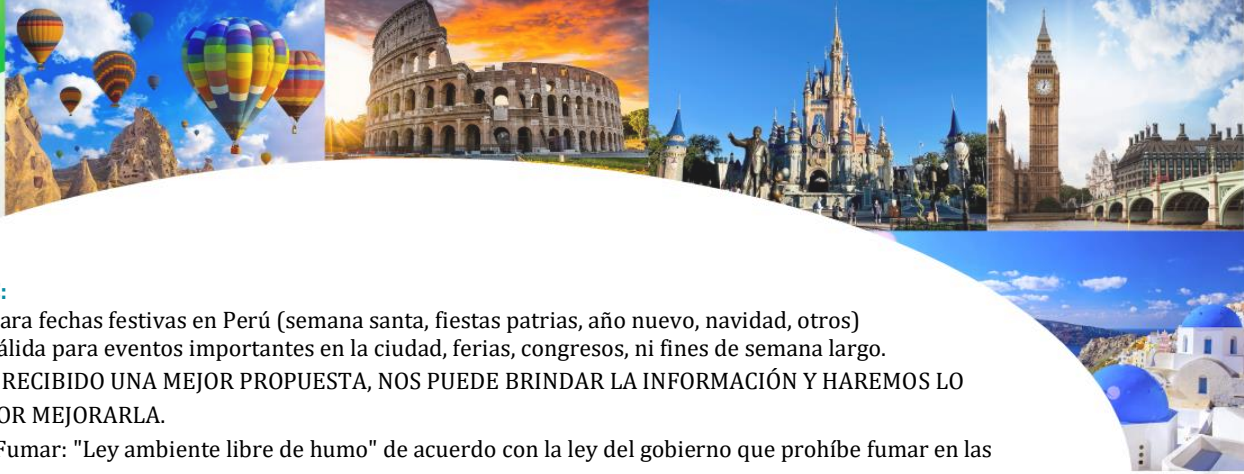 :
ara fechas festivas en Perú (semana santa, fiestas patrias, año nuevo, navidad, otros)
álida para eventos importantes en la ciudad, ferias, congresos, ni fines de semana largo.
RECIBIDO UNA MEJOR PROPUESTA, NOS PUEDE BRINDAR LA INFORMACIÓN Y HAREMOS LO
OR MEJORARLA.
Fumar: "Ley ambiente libre de humo" de acuerdo con la ley del gobierno que prohíbe fumar en las